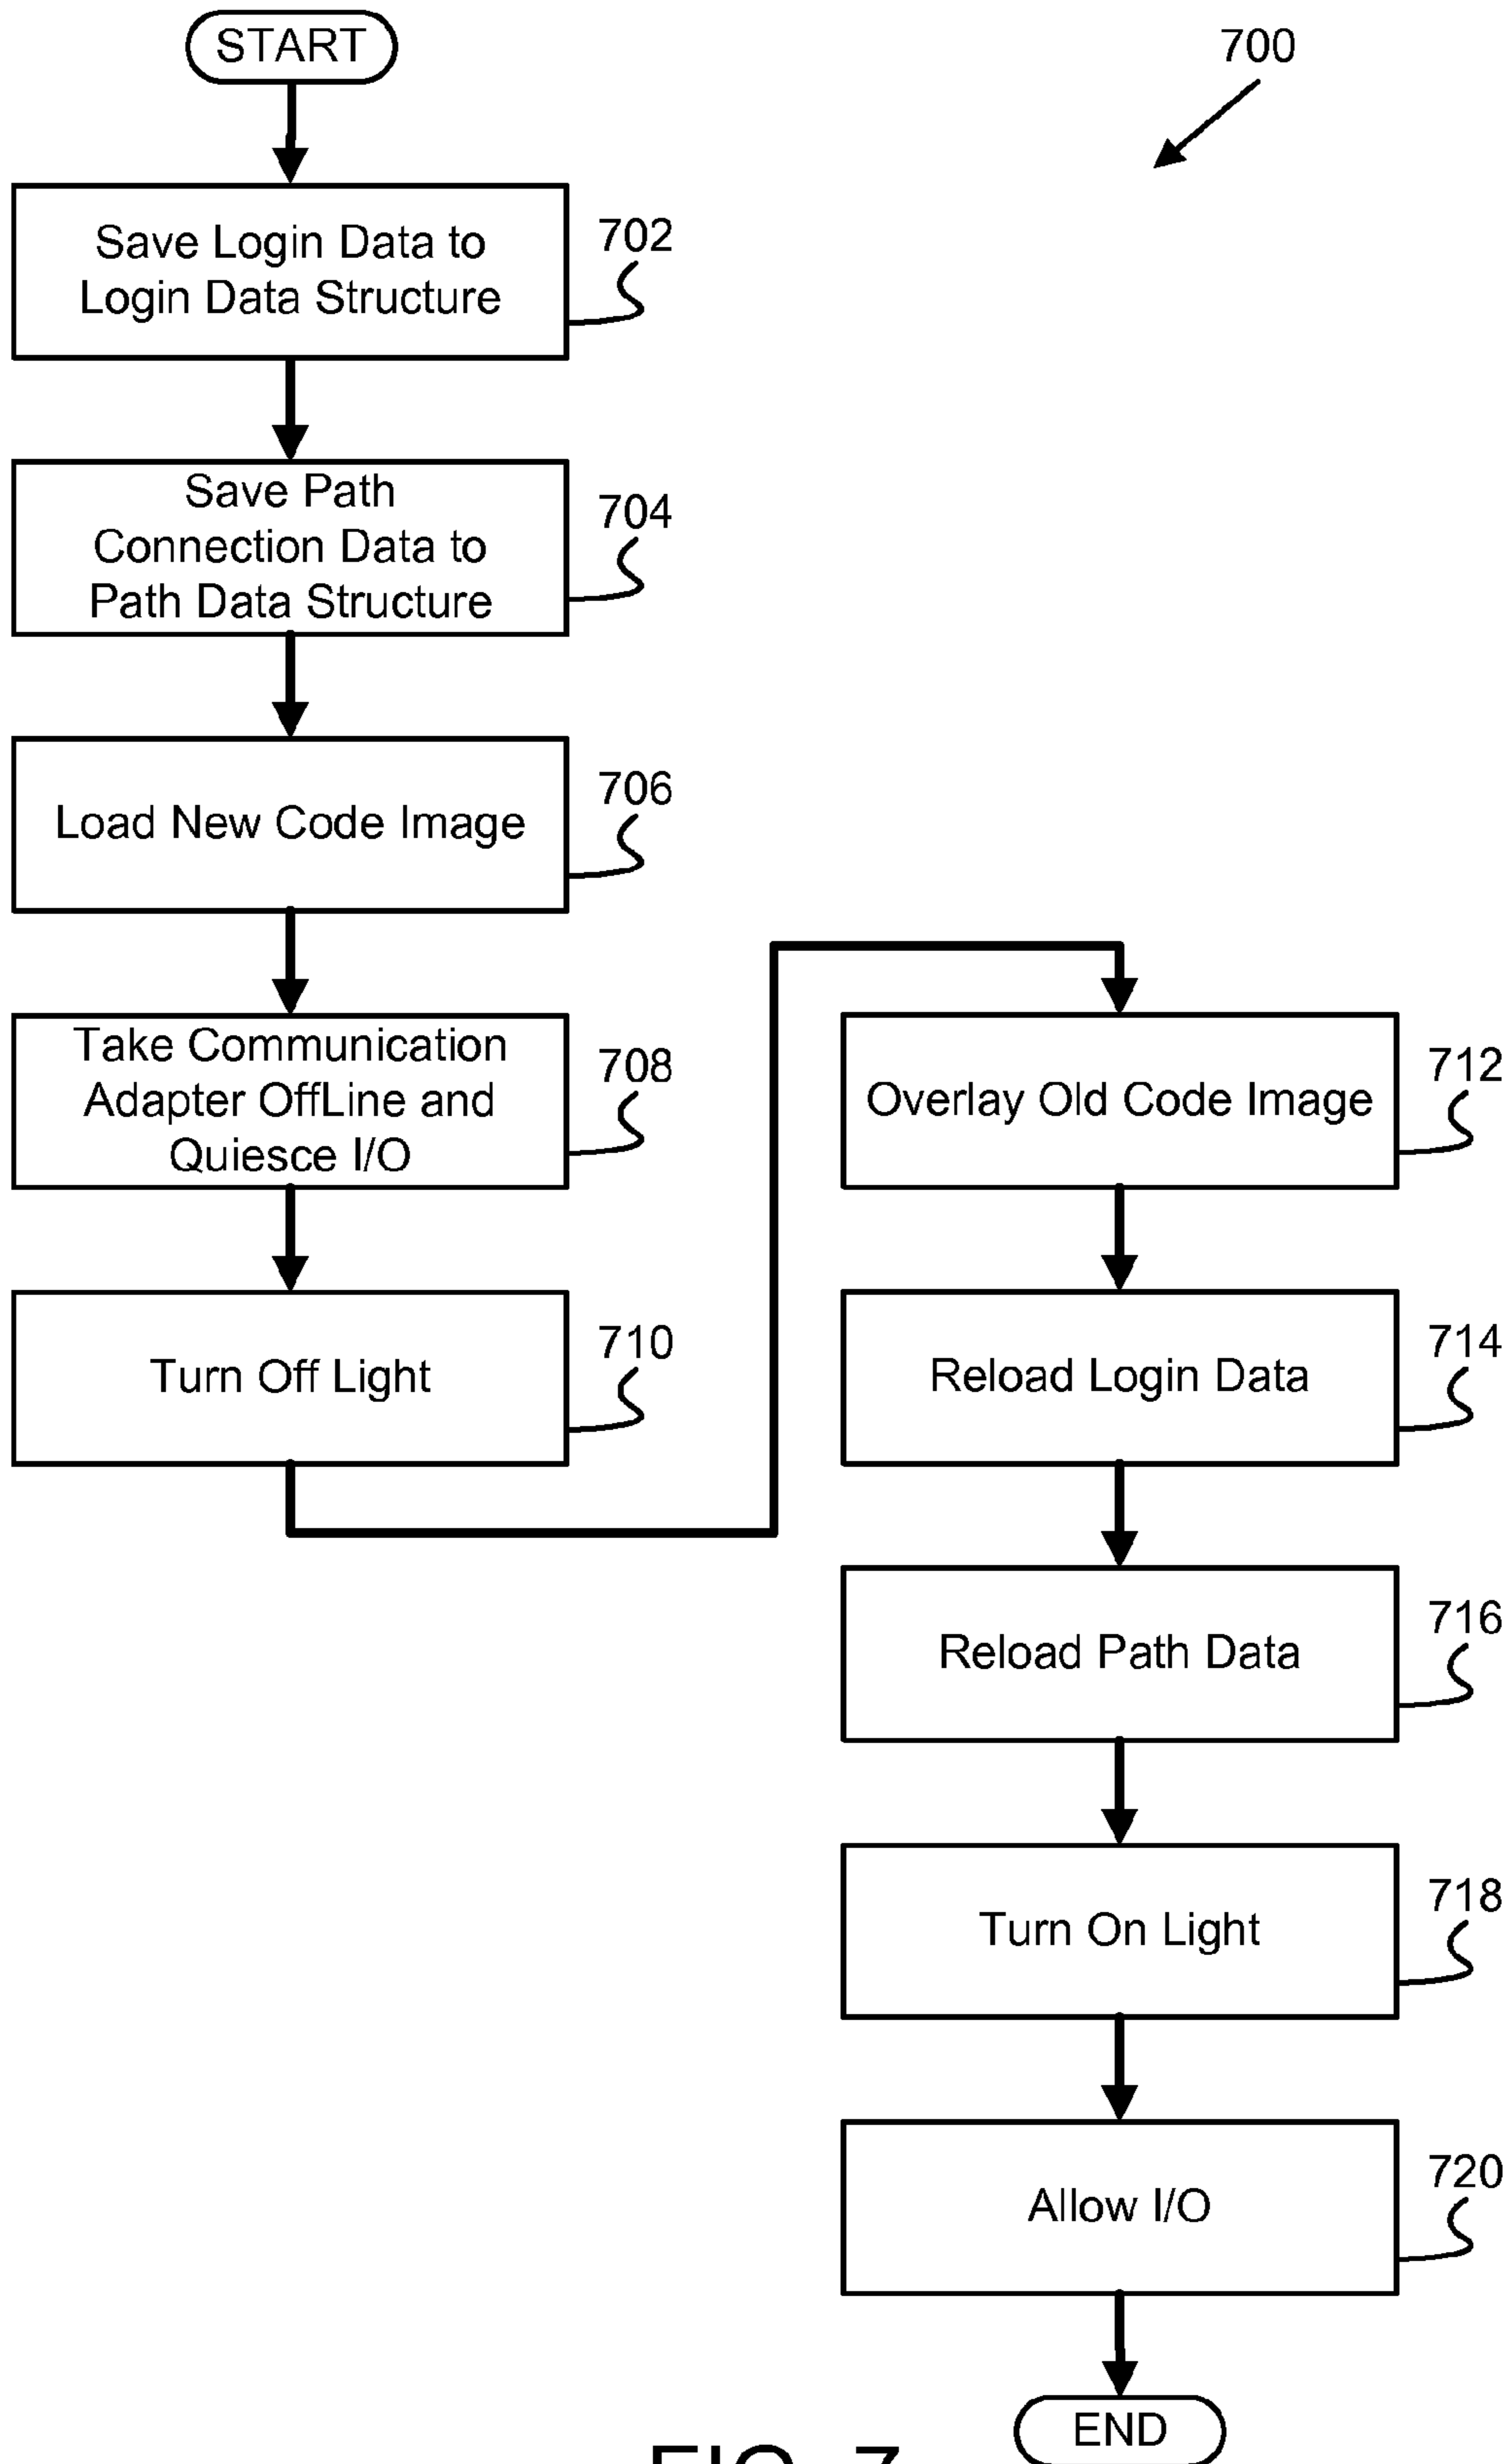 START
700
Save Login Data to
Login Data Structure
702
Save Path
Connection Data to
Path Data Structure
704
Load New Code Image
706
Take Communication
Adapter OffLine and
Quiesce I/O
708
Turn Off Light
710
Overlay Old Code Image
712
Reload Login Data
714
Reload Path Data
716
Turn On Light
718
Allow I/O
720
END
FIG. 7